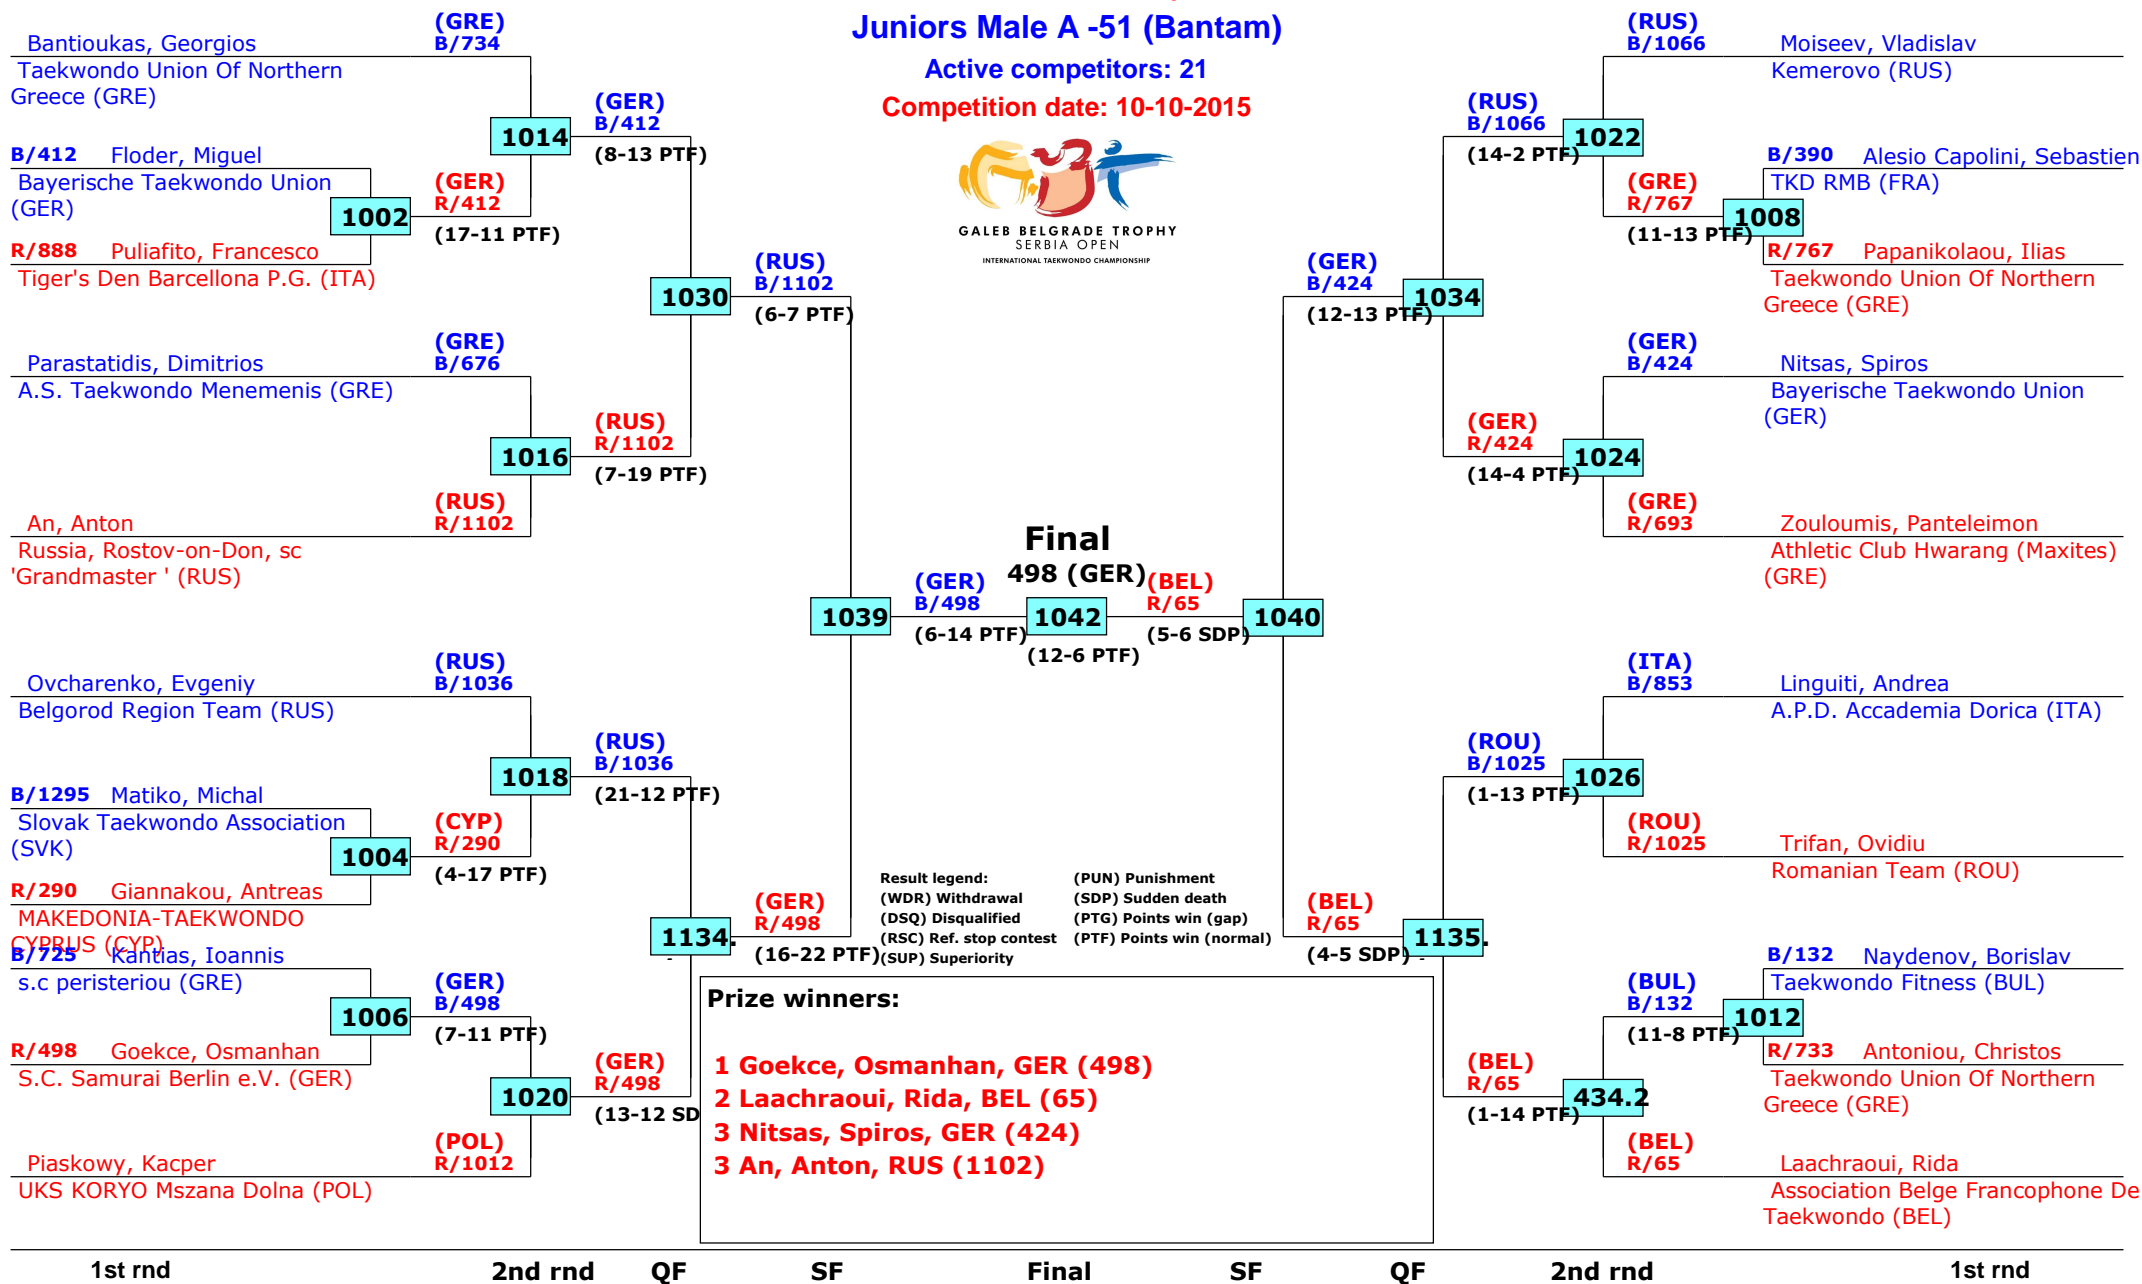 Juniors Male A -51 (Bantam)
Active competitors: 21
Competition date: 10-10-2015
GALEB BELGRADE TROPHY
SERBIA OPEN
INTERNATIONAL TAEKWONDO CHAMPIONSHIP
Bantioukas, Georgios
Taekwondo Union Of Northern
Greece (GRE)
(GRE)
B/734
B/412 Floder, Miguel
Bayerische Taekwondo Union
(GER)
R/888 Puliafito, Francesco
Tiger's Den Barcellona P.G. (ITA)
1002
(GER)
R/412
(17-11 PTF)
1014
(GER)
B/412
(8-13 PTF)
Parastatidis, Dimitrios
A.S. Taekwondo Menemenis (GRE)
(GRE)
B/676
An, Anton
Russia, Rostov-on-Don, sc
'Grandmaster ' (RUS)
(RUS)
R/1102
1016
(RUS)
R/1102
(7-19 PTF)
1030
(RUS)
B/1102
(6-7 PTF)
Ovcharenko, Evgeniy
Belgorod Region Team (RUS)
(RUS)
B/1036
B/1295 Matiko, Michal
Slovak Taekwondo Association
(SVK)
R/290 Giannakou, Antreas
MAKEDONIA-TAEKWONDO
CYPRUS (CYP)
1004
(CYP)
R/290
(4-17 PTF)
1018
(RUS)
B/1036
(21-12 PTF)
B/725 Kantias, Ioannis
s.c peristeriou (GRE)
R/498 Goekce, Osmanhan
S.C. Samurai Berlin e.V. (GER)
1006
(GER)
B/498
(7-11 PTF)
Piaskowy, Kacper
UKS KORYO Mszana Dolna (POL)
(POL)
R/1012
1020
(GER)
R/498
(13-12 SD
1134.
-
(GER)
R/498
(16-22 PTF)
1039
(GER)
B/498
(6-14 PTF)
Final
498 (GER)
1042
(12-6 PTF)
(BEL)
R/65
(5-6 SDP)
1040
(RUS)
B/1066
Moiseev, Vladislav
Kemerovo (RUS)
B/390 Alesio Capolini, Sebastien
TKD RMB (FRA)
R/767 Papanikolaou, Ilias
Taekwondo Union Of Northern
Greece (GRE)
1008
(GRE)
R/767
(11-13 PTF)
1022
(RUS)
B/1066
(14-2 PTF)
(GER)
B/424
Nitsas, Spiros
Bayerische Taekwondo Union
(GER)
(GRE)
R/693
Zouloumis, Panteleimon
Athletic Club Hwarang (Maxites)
(GRE)
1024
(GER)
R/424
(14-4 PTF)
1034
(GER)
B/424
(12-13 PTF)
(ITA)
B/853
Linguiti, Andrea
A.P.D. Accademia Dorica (ITA)
(ROU)
R/1025
Trifan, Ovidiu
Romanian Team (ROU)
1026
(ROU)
B/1025
(1-13 PTF)
B/132 Naydenov, Borislav
Taekwondo Fitness (BUL)
R/733 Antoniou, Christos
Taekwondo Union Of Northern
Greece (GRE)
1012
(BUL)
B/132
(11-8 PTF)
(BEL)
R/65
Laachraoui, Rida
Association Belge Francophone De
Taekwondo (BEL)
434.2
(BEL)
R/65
(1-14 PTF)
1135.
-
(BEL)
R/65
(4-5 SDP)
Result legend:
(WDR) Withdrawal
(DSQ) Disqualified
(RSC) Ref. stop contest
(SUP) Superiority
(PUN) Punishment
(SDP) Sudden death
(PTG) Points win (gap)
(PTF) Points win (normal)
Prize winners:
1 Goekce, Osmanhan, GER (498)
2 Laachraoui, Rida, BEL (65)
3 Nitsas, Spiros, GER (424)
3 An, Anton, RUS (1102)
1st rnd 2nd rnd QF SF Final SF QF 2nd rnd 1st rnd